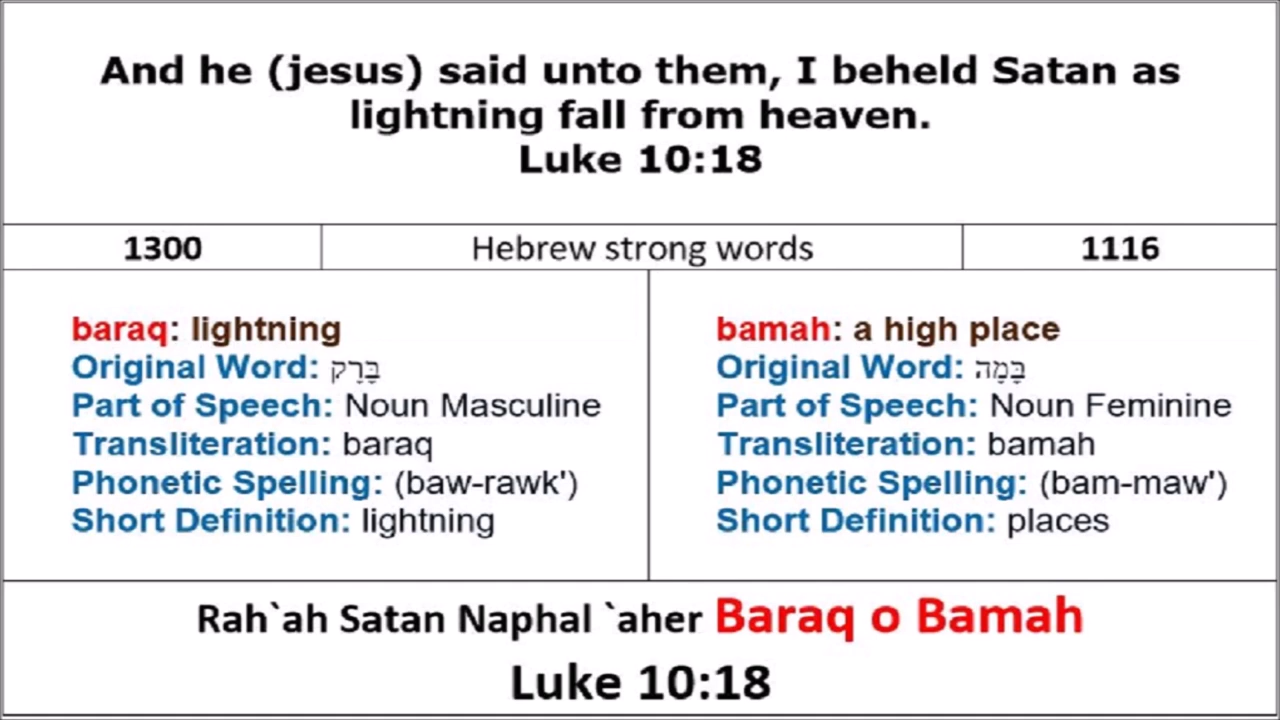 And he (jesus) said unto them, I beheld Satan as
lightning fall from heaven.
Luke 10:18
1300 Hebrew strong words 1116
baraq: lightning
Original Word: בָּרָק
Part of Speech: Noun Masculine
Transliteration: baraq
Phonetic Spelling: (baw-rawk')
Short Definition: lightning
bamah: a high place
Original Word: בָּמָה
Part of Speech: Noun Feminine
Transliteration: bamah
Phonetic Spelling: (bam-maw')
Short Definition: places
Rah`ah Satan Naphal `aher Baraq o Bamah
Luke 10:18